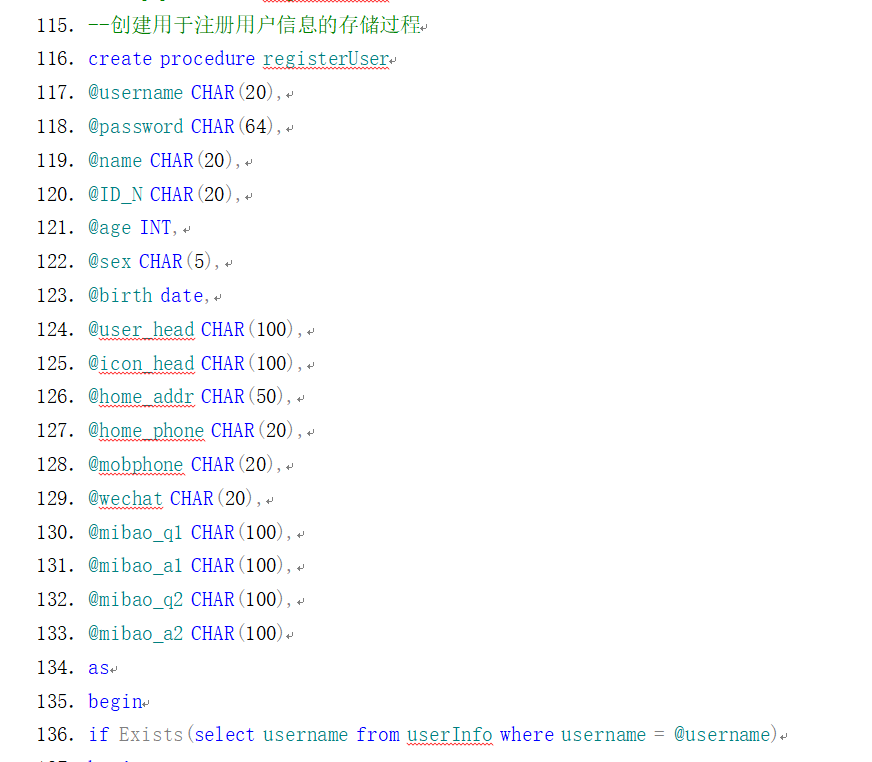 115. --创建用于注册用户信息的存储过程
116. create procedure registerUser
117. @username CHAR(20),
118. @password CHAR(64),
119. @name CHAR(20),
120. @ID_N CHAR(20),
121. @age INT,
122. @sex CHAR(5),
123. @birth date,
124. @user_head CHAR(100),
125. @icon_head CHAR(100),
126. @home_addr CHAR(50),
127. @home_phone CHAR(20),
128. @mobphone CHAR(20),
129. @wechat CHAR(20),
130. @mibao_q1 CHAR(100),
131. @mibao_a1 CHAR(100),
132. @mibao_q2 CHAR(100),
133. @mibao_a2 CHAR(100)
134. as
135. begin
136. if Exists(select username from userInfo where username = @username)